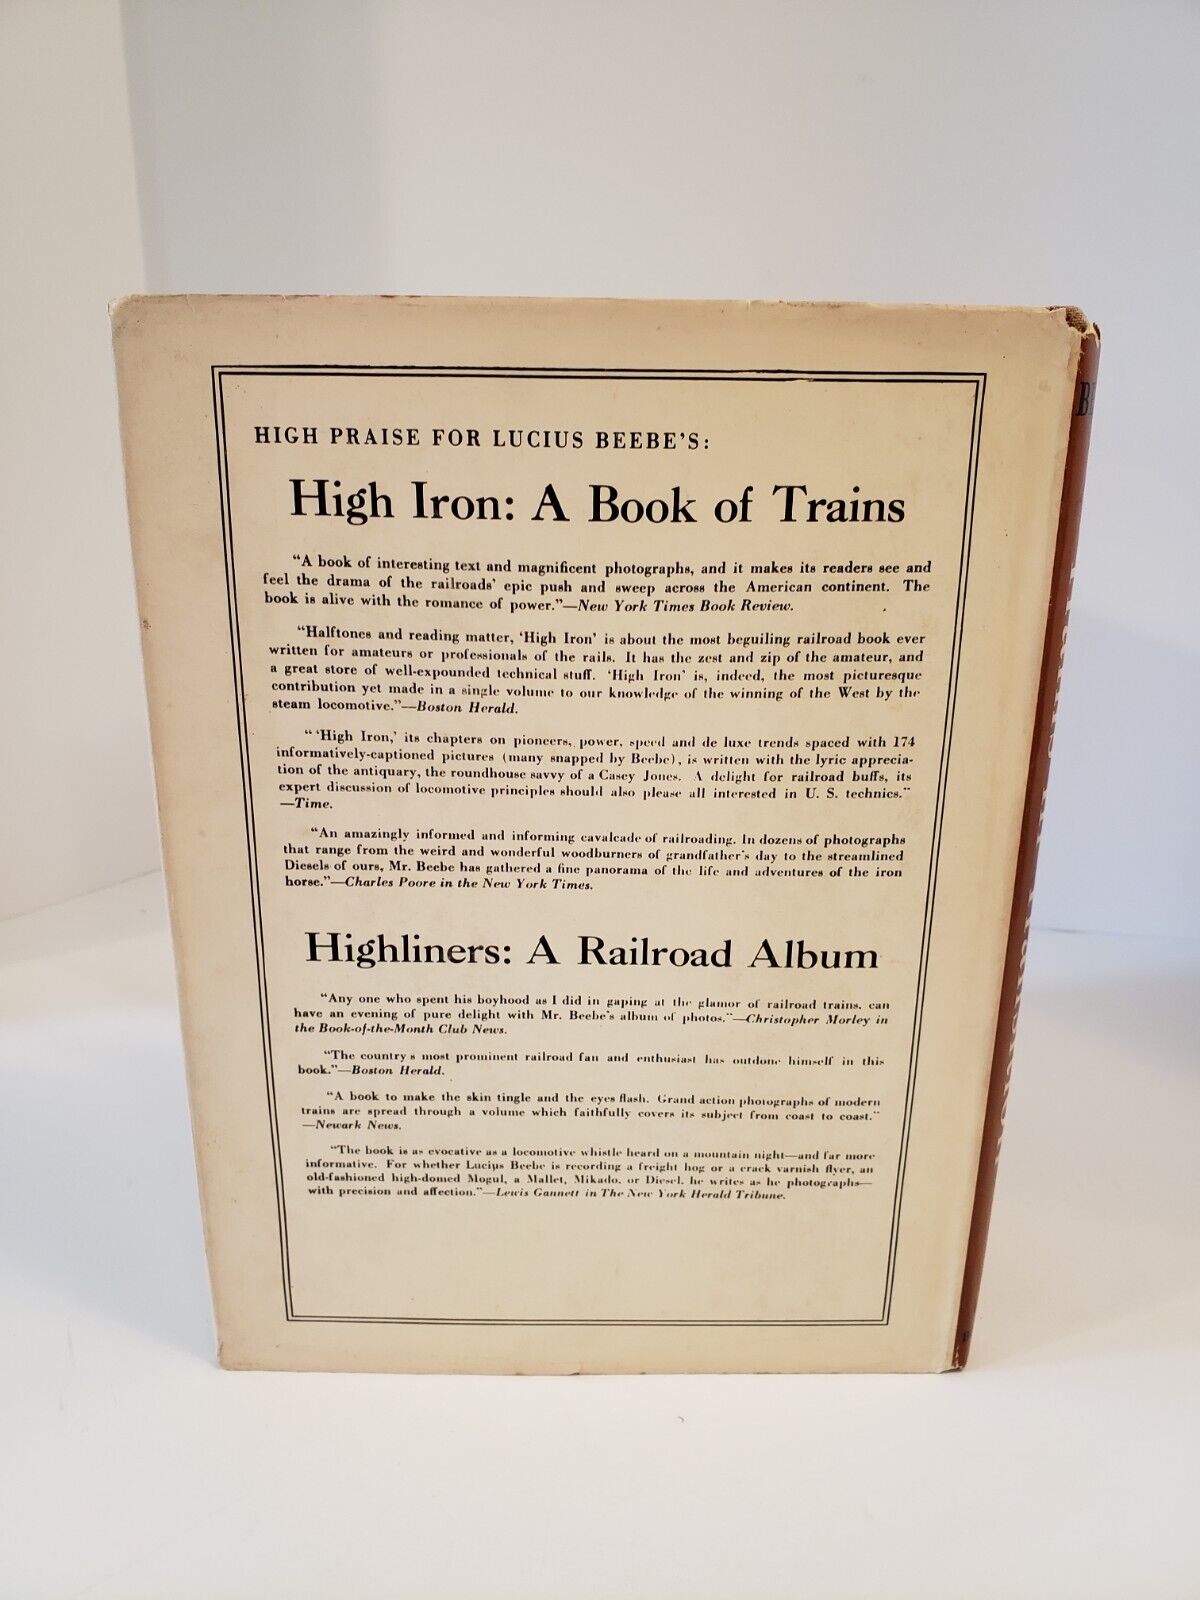 HIGH PRAISE FOR LUCIUS BEEBE'S:
High Iron: A Book of Trains
"A book of interesting text and magnificent photographs, and it makes its readers see and
feel the drama of the railroads' epic push and sweep across the American continent. The
book is alive with the romance of power."—New York Times Book Review.
"Halftones and reading matter, 'High Iron' is about the most beguiling railroad book ever
written for amateurs or professionals of the rails. It has the zest and zip of the amateur, and
a great store of well-expounded technical stuff. 'High Iron' is, indeed, the most picturesque
contribution yet made in a single volume to our knowledge of the winning of the West by the
steam locomotive."—Boston Herald.
" 'High Iron,' its chapters on pioneers, power, speed and de luxe trends spaced with 174
informatively-captioned pictures (many snapped by Beebe), is written with the lyric apprecia-
tion of the antiquary, the roundhouse savvy of a Casey Jones. A delight for railroad buffs, its
expert discussion of locomotive principles should also please all interested in U. S. technics."
—Time.
"An amazingly informed and informing cavalcade of railroading. In dozens of photographs
that range from the weird and wonderful woodburners of grandfather's day to the streamlined
Diesels of ours, Mr. Beebe has gathered a fine panorama of the life and adventures of the iron
horse."—Charles Poore in the New York Times.
Highliners: A Railroad Album
"Any one who spent his boyhood as I did in gaping at the glamor of railroad trains, can
have an evening of pure delight with Mr. Beebe's album of photos."—Christopher Morley in
the Book-of-the-Month Club News.
"The country s most prominent railroad fan and enthusiast has outdone himself in this
book."—Boston Herald.
"A book to make the skin tingle and the eyes flash. Grand action photographs of modern
trains are spread through a volume which faithfully covers its subject from coast to coast."
—Newark News.
"The book is as evocative as a locomotive whistle heard on a mountain night—and far more
informative. For whether Lucius Beebe is recording a freight hog or a crack varnish flyer, an
old-fashioned high-domed Mogul, a Mallet, Mikado, or Diesel, he writes as he photographs—
with precision and affection."—Lewis Gannett in The New York Herald Tribune.